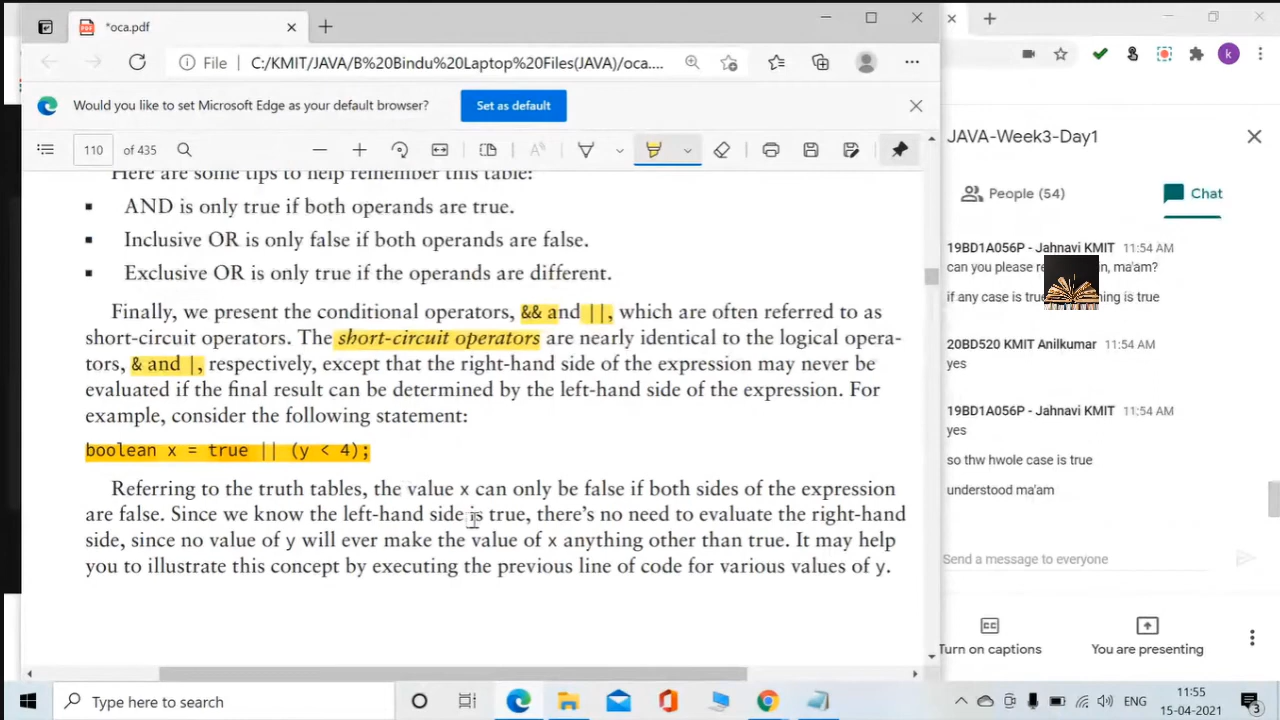 *oca.pdf
File
C:/KMIT/JAVA/B%20Bindu%20Laptop%20Files(JAVA)/oca....
k
Would you like to set Microsoft Edge as your default browser?
Set as default
110 of 435
Here are some tips to help remember this table:
▪ AND is only true if both operands are true.
▪ Inclusive OR is only false if both operands are false.
▪ Exclusive OR is only true if the operands are different.
Finally, we present the conditional operators, && and ||, which are often referred to as
short-circuit operators. The short-circuit operators are nearly identical to the logical opera-
tors, & and |, respectively, except that the right-hand side of the expression may never be
evaluated if the final result can be determined by the left-hand side of the expression. For
example, consider the following statement:
boolean x = true || (y < 4);
Referring to the truth tables, the value x can only be false if both sides of the expression
are false. Since we know the left-hand side is true, there's no need to evaluate the right-hand
side, since no value of y will ever make the value of x anything other than true. It may help
you to illustrate this concept by executing the previous line of code for various values of y.
JAVA-Week3-Day1
People (54)
Chat
19BD1A056P - Jahnavi KMIT 11:54 AM
can you please ma'am?
if any case is is true
20BD520 KMIT Anilkumar 11:54 AM
yes
19BD1A056P - Jahnavi KMIT 11:54 AM
yes
so thw hwole case is true
understood ma'am
Send a message to everyone
Turn on captions
You are presenting
Type here to search
ENG
11:55
15-04-2021
3